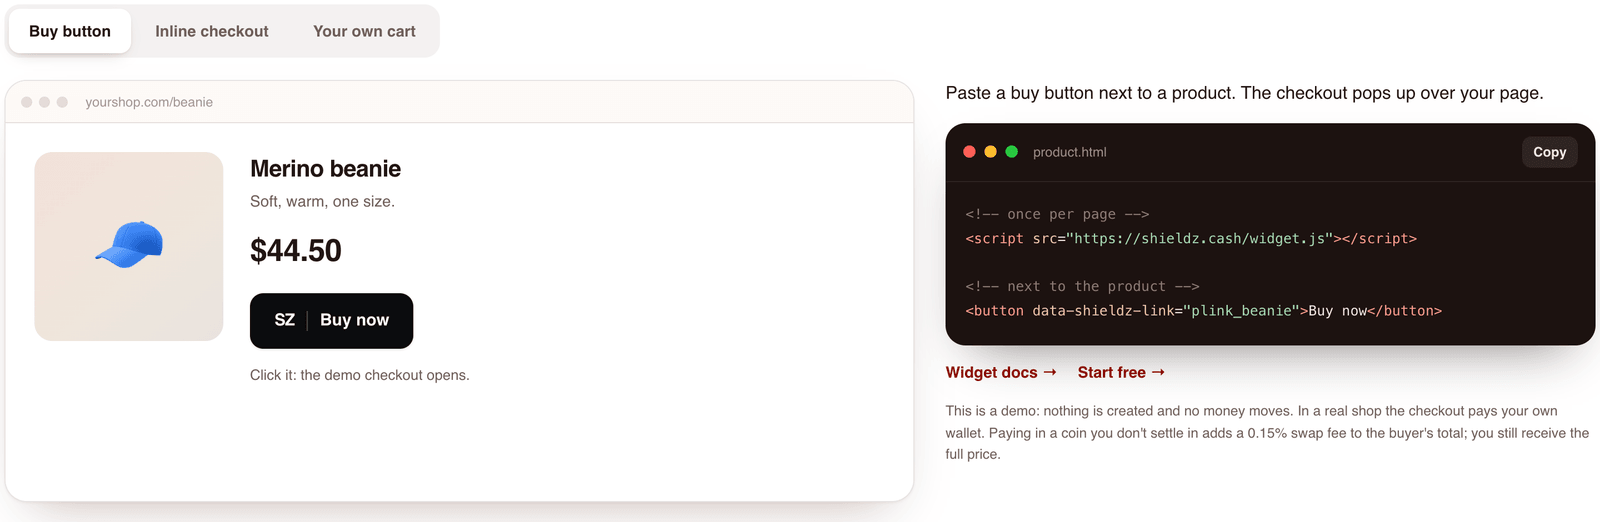 Buy button
Inline checkout
Your own cart
yourshop.com/beanie
Merino beanie
Soft, warm, one size.
$44.50
SZ | Buy now
Click it: the demo checkout opens.
Paste a buy button next to a product. The checkout pops up over your page.
product.html
Copy
<!-- once per page -->
<script src="https://shieldz.cash/widget.js"></script>
<!-- next to the product -->
<button data-shieldz-link="plink_beanie">Buy now</button>
Widget docs →
Start free →
This is a demo: nothing is created and no money moves. In a real shop the checkout pays your own
wallet. Paying in a coin you don't settle in adds a 0.15% swap fee to the buyer's total; you still receive the
full price.